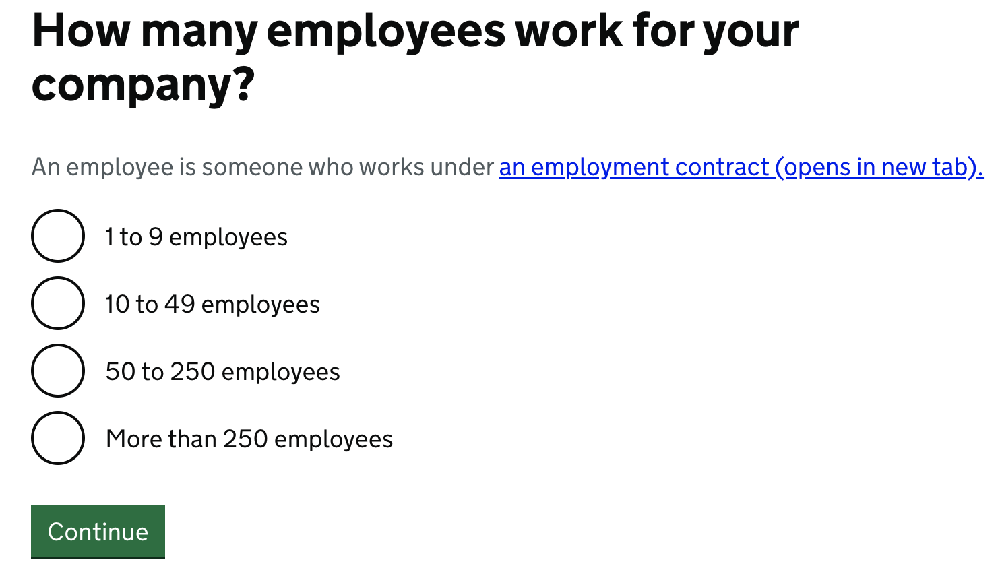 How many employees work for your
company?
An employee is someone who works under an employment contract (opens in new tab).
1 to 9 employees
10 to 49 employees
50 to 250 employees
More than 250 employees
Continue